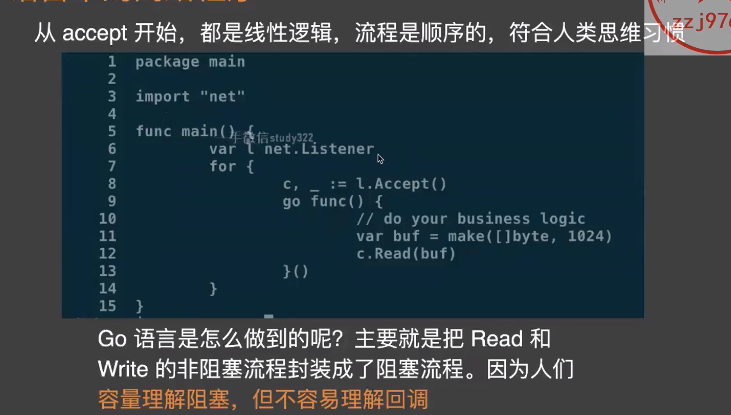 从 accept 开始，都是线性逻辑，流程是顺序的，符合人类思维习惯
zzj97
1 package main
2
3 import "net"
4
5 func main() {
微信study322
6 var l net.Listener
7 for {
8 c, _ := l.Accept()
9 go func() {
10 // do your business logic
11 var buf = make([]byte, 1024)
12 c.Read(buf)
13 }()
14 }
15 }
Go 语言是怎么做到的呢？主要就是把 Read 和
Write 的非阻塞流程封装成了阻塞流程。因为人们
容量理解阻塞，但不容易理解回调